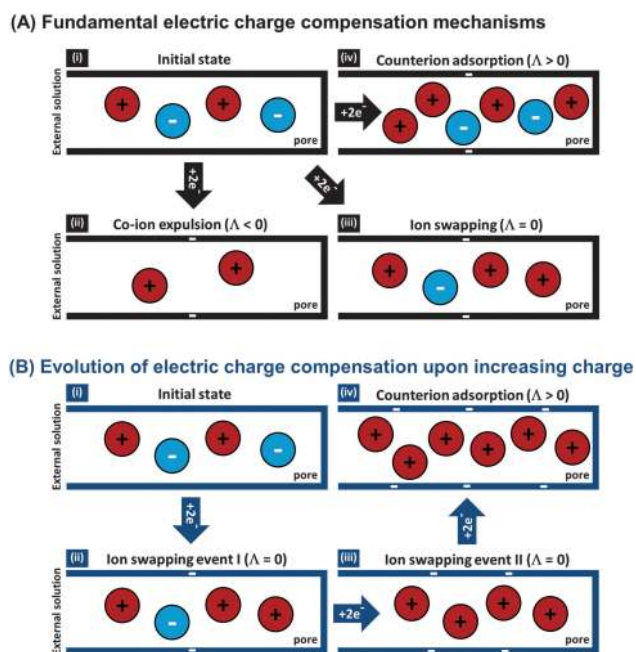 (A) Fundamental electric charge compensation mechanisms
(i) Initial state
External solution
+ - + -
pore
+2e⁻
(iv) Counterion adsorption (Λ > 0)
+ + - + - +
pore
+2e⁻
+2e⁻
(ii) Co-ion expulsion (Λ < 0)
External solution
+ +
pore
(iii) Ion swapping (Λ = 0)
+ - + +
pore
(B) Evolution of electric charge compensation upon increasing charge
(i) Initial state
External solution
+ - + -
pore
(iv) Counterion adsorption (Λ > 0)
+ + + + + +
pore
+2e⁻
+2e⁻
(ii) Ion swapping event I (Λ = 0)
External solution
+ - + +
pore
+2e⁻
(iii) Ion swapping event II (Λ = 0)
+ + + +
pore